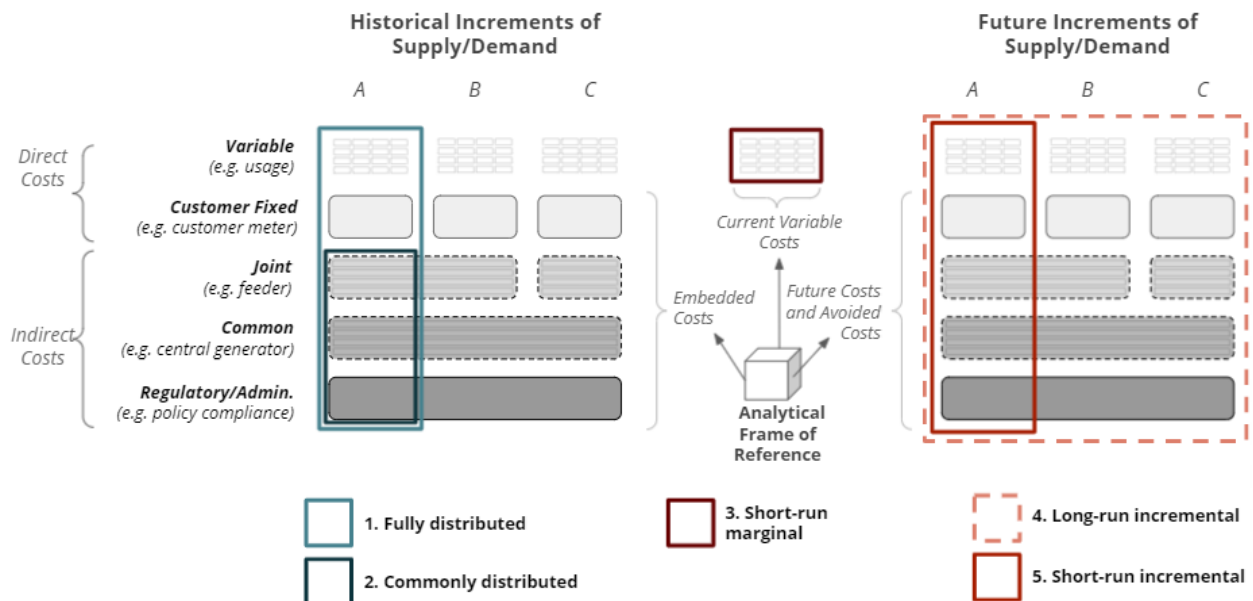 Historical Increments of
Supply/Demand
Future Increments of
Supply/Demand
A
B
C
A
B
C
Direct
Costs
Variable
(e.g. usage)
Customer Fixed
(e.g. customer meter)
Current Variable
Costs
Indirect
Costs
Joint
(e.g. feeder)
Common
(e.g. central generator)
Regulatory/Admin.
(e.g. policy compliance)
Embedded
Costs
Future Costs
and Avoided
Costs
Analytical
Frame of
Reference
1. Fully distributed
2. Commonly distributed
3. Short-run
marginal
4. Long-run incremental
5. Short-run incremental